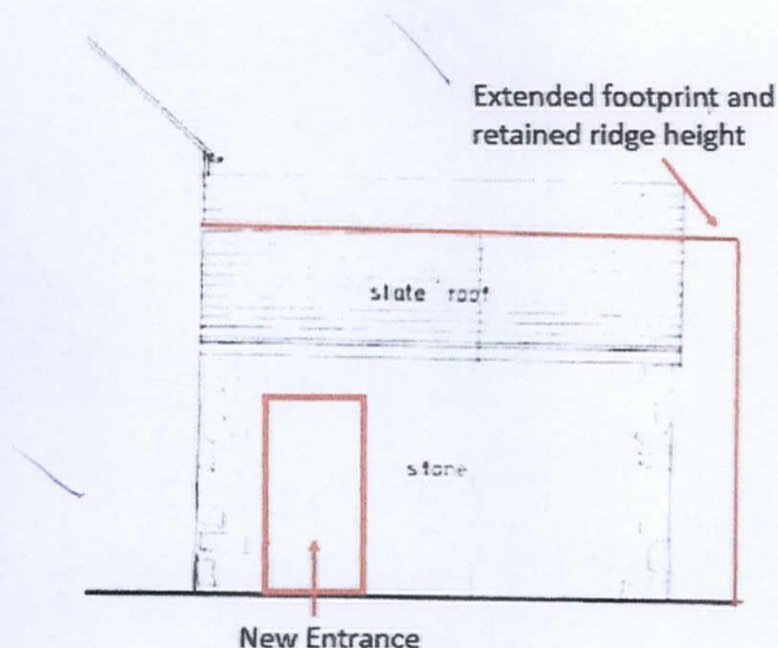 Extended footprint and
retained ridge height
slate roof
stone
New Entrance